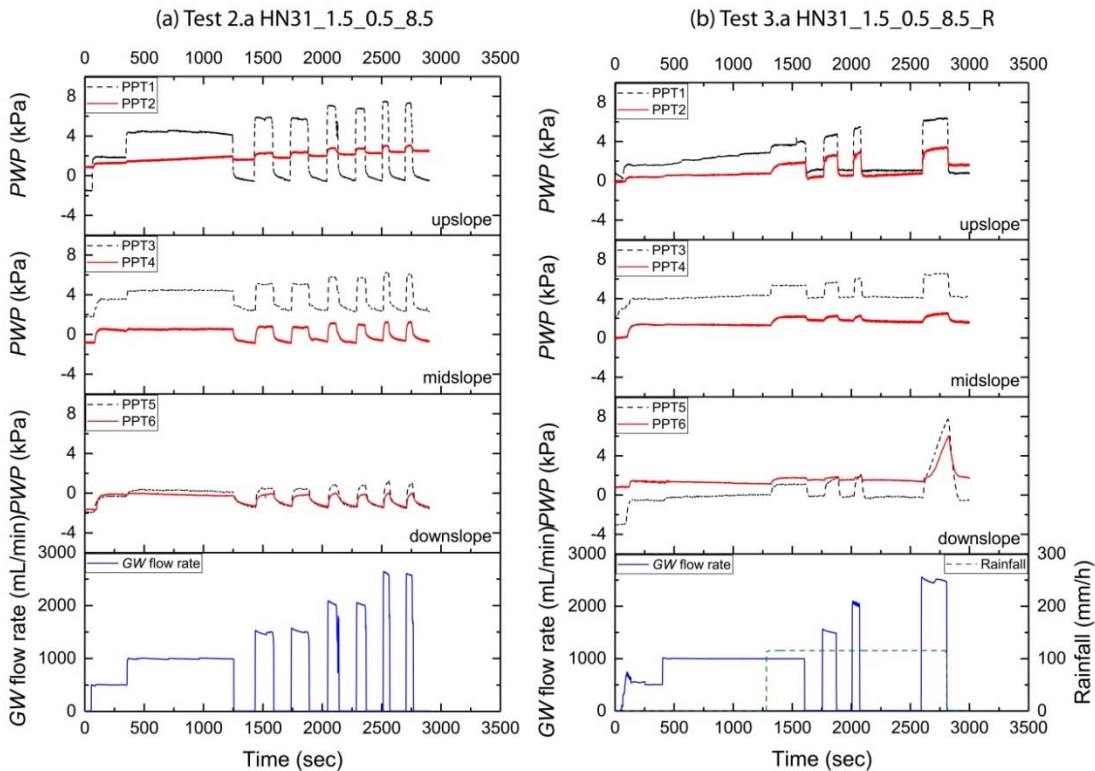 (a) Test 2.a HN31_1.5_0.5_8.5
0 500 1000 1500 2000 2500 3000 3500
PWP (kPa)
8
4
0
-4
PPT1
PPT2
upslope
PWP (kPa)
8
4
0
-4
PPT3
PPT4
midslope
PWP (kPa)
8
4
0
-4
PPT5
PPT6
downslope
GW flow rate (mL/min)
3000
2000
1000
0
GW flow rate
0 500 1000 1500 2000 2500 3000 3500
Time (sec)
(b) Test 3.a HN31_1.5_0.5_8.5_R
0 500 1000 1500 2000 2500 3000 3500
PWP (kPa)
8
4
0
-4
PPT1
PPT2
upslope
PWP (kPa)
8
4
0
-4
PPT3
PPT4
midslope
PWP (kPa)
8
4
0
-4
PPT5
PPT6
downslope
GW flow rate (mL/min)
3000
2000
1000
0
GW flow rate
Rainfall
300
200
100
0
Rainfall (mm/h)
0 500 1000 1500 2000 2500 3000 3500
Time (sec)